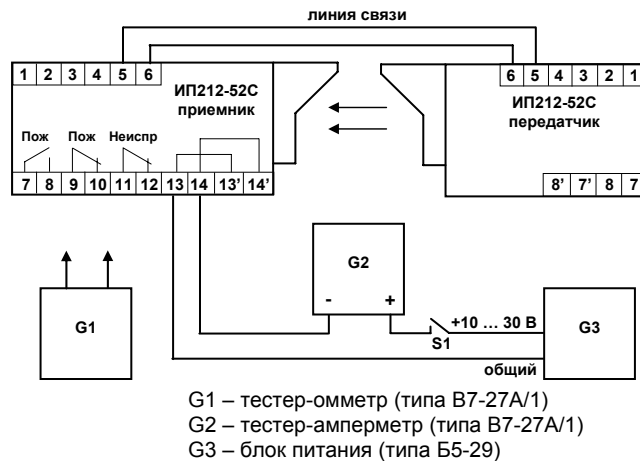 линия связи
1 2 3 4 5 6
6 5 4 3 2 1
ИП212-52С
приемник
ИП212-52С
передатчик
Пож Пож Неиспр
7 8 9 10 11 12 13 14 13’ 14’
8’ 7’ 8 7
G1
G2
- +
S1
+10 ... 30 В
общий
G3
G1 – тестер-омметр (типа В7-27А/1)
G2 – тестер-амперметр (типа В7-27А/1)
G3 – блок питания (типа Б5-29)